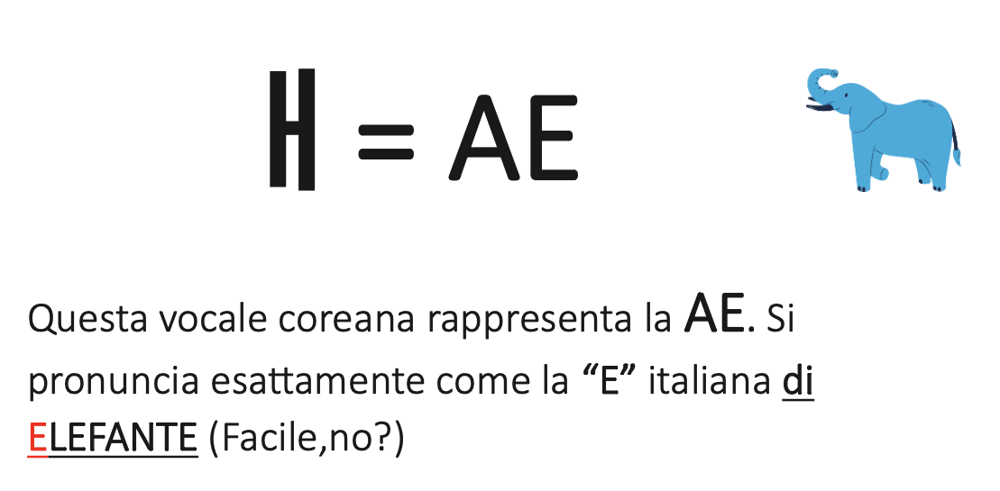 ㅐ = AE
Questa vocale coreana rappresenta la AE. Si
pronuncia esattamente come la “E” italiana di
ELEFANTE (Facile,no?)